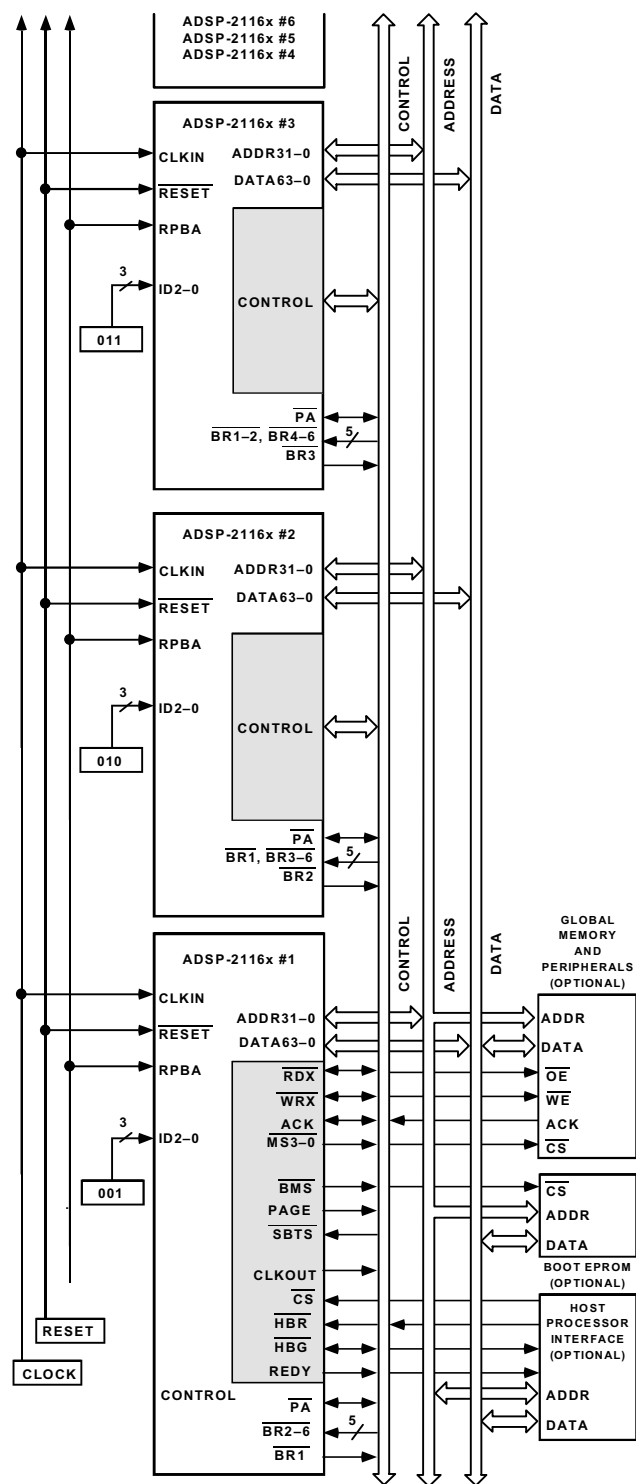 ADSP-2116x #6
ADSP-2116x #5
ADSP-2116x #4
CONTROL
ADDRESS
DATA
ADSP-2116x #3
CLKIN
RESET
RPBA
ID2–0
3
011
ADDR31–0
DATA63–0
CONTROL
PA
BR1–2, BR4–6
5
BR3
ADSP-2116x #2
CLKIN
RESET
RPBA
ID2–0
3
010
ADDR31–0
DATA63–0
CONTROL
PA
BR1, BR3–6
5
BR2
CONTROL
ADDRESS
DATA
ADSP-2116x #1
CLKIN
RESET
RPBA
ID2–0
3
001
ADDR31–0
DATA63–0
RDX
WRX
ACK
MS3–0
BMS
PAGE
SBTS
CLKOUT
CS
HBR
HBG
REDY
CONTROL
PA
BR2–6
5
BR1
RESET
CLOCK
GLOBAL
MEMORY
AND
PERIPHERALS
(OPTIONAL)
ADDR
DATA
OE
WE
ACK
CS
CS
ADDR
DATA
BOOT EPROM
(OPTIONAL)
HOST
PROCESSOR
INTERFACE
(OPTIONAL)
ADDR
DATA